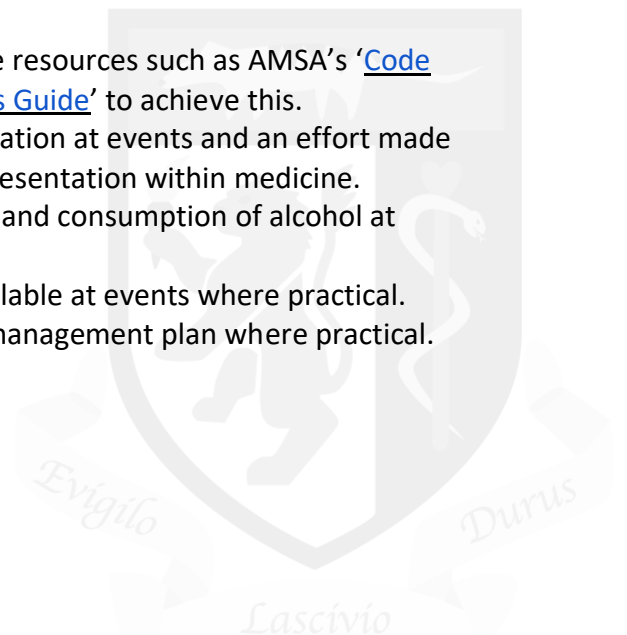 e resources such as AMSA's ‘Code
s Guide’ to achieve this.
ation at events and an effort made
esentation within medicine.
and consumption of alcohol at
lable at events where practical.
management plan where practical.
Evigilo
Durus
Lascivio